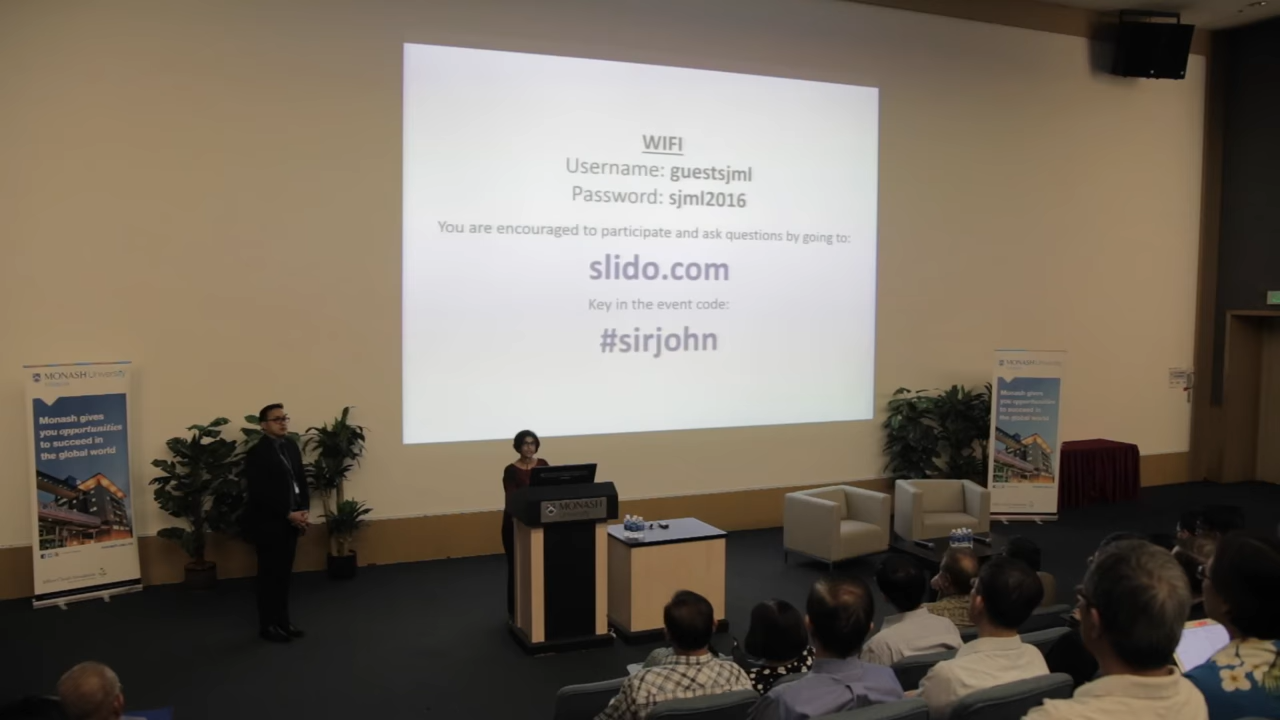 WIFI
Username: guestsjml
Password: sjml2016
You are encouraged to participate and ask questions by going to:
slido.com
Key in the event code:
#sirjohn
MONASH University
Monash gives
you opportunities
to succeed in
the global world
MONASH
University
MONASH University
Monash gives
you opportunities
to succeed in
the global world